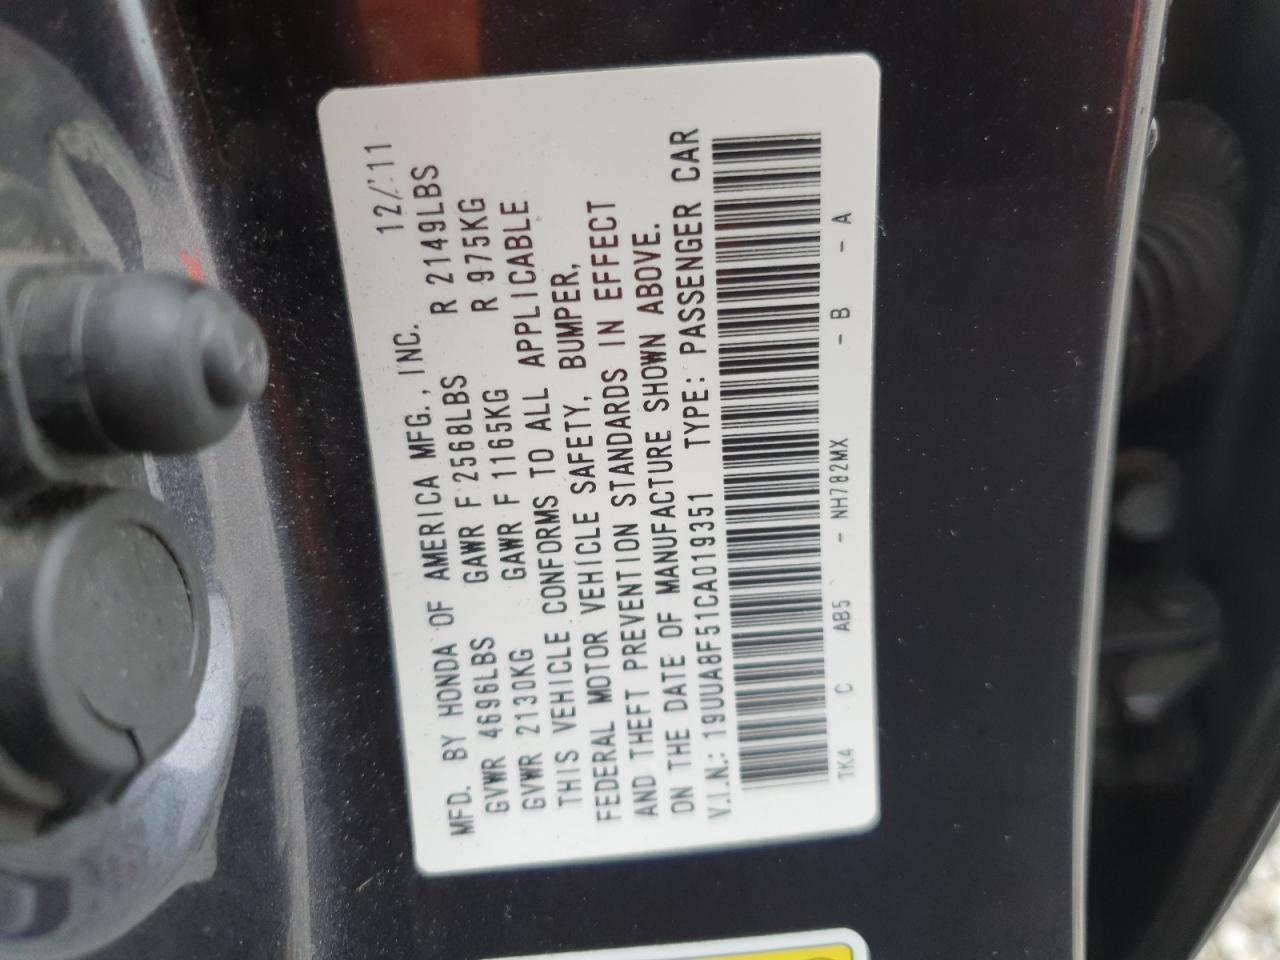 MFD. BY HONDA OF AMERICA MFG., INC. 12/'11
GVWR 4696LBS GAWR F 2568LBS R 2149LBS
GVWR 2130KG GAWR F 1165KG R 975KG
THIS VEHICLE CONFORMS TO ALL APPLICABLE
FEDERAL MOTOR VEHICLE SAFETY, BUMPER,
AND THEFT PREVENTION STANDARDS IN EFFECT
ON THE DATE OF MANUFACTURE SHOWN ABOVE.
V.I.N.: 19UUA8F51CA019351 TYPE: PASSENGER CAR
TK4 C AB5 - NH782MX - B - A